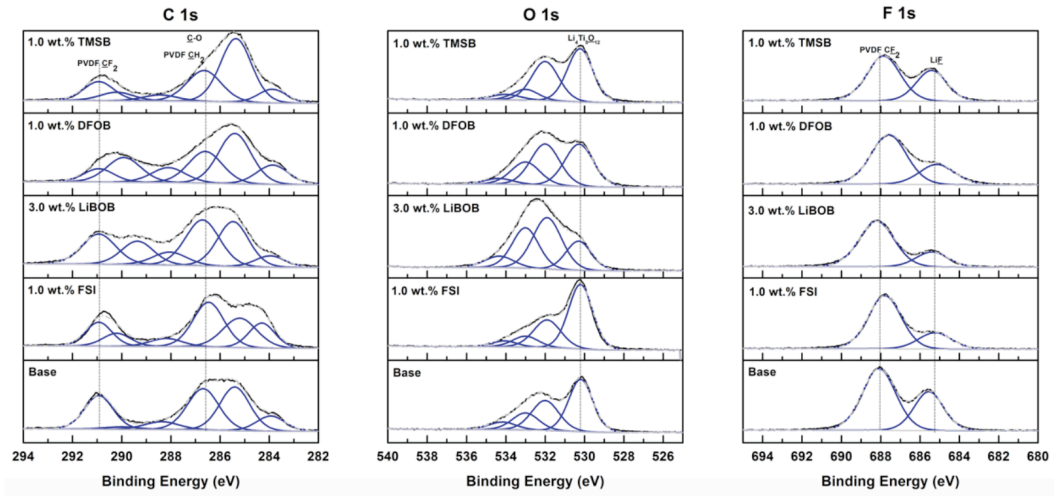 C 1s
1.0 wt.% TMSB
PVDF CF2
C-O
PVDF CH2
1.0 wt.% DFOB
3.0 wt.% LiBOB
1.0 wt.% FSI
Base
294 292 290 288 286 284 282
Binding Energy (eV)
O 1s
1.0 wt.% TMSB
Li4Ti5O12
1.0 wt.% DFOB
3.0 wt.% LiBOB
1.0 wt.% FSI
Base
540 538 536 534 532 530 528 526
Binding Energy (eV)
F 1s
1.0 wt.% TMSB
PVDF CF2
LiF
1.0 wt.% DFOB
3.0 wt.% LiBOB
1.0 wt.% FSI
Base
694 692 690 688 686 684 682 680
Binding Energy (eV)